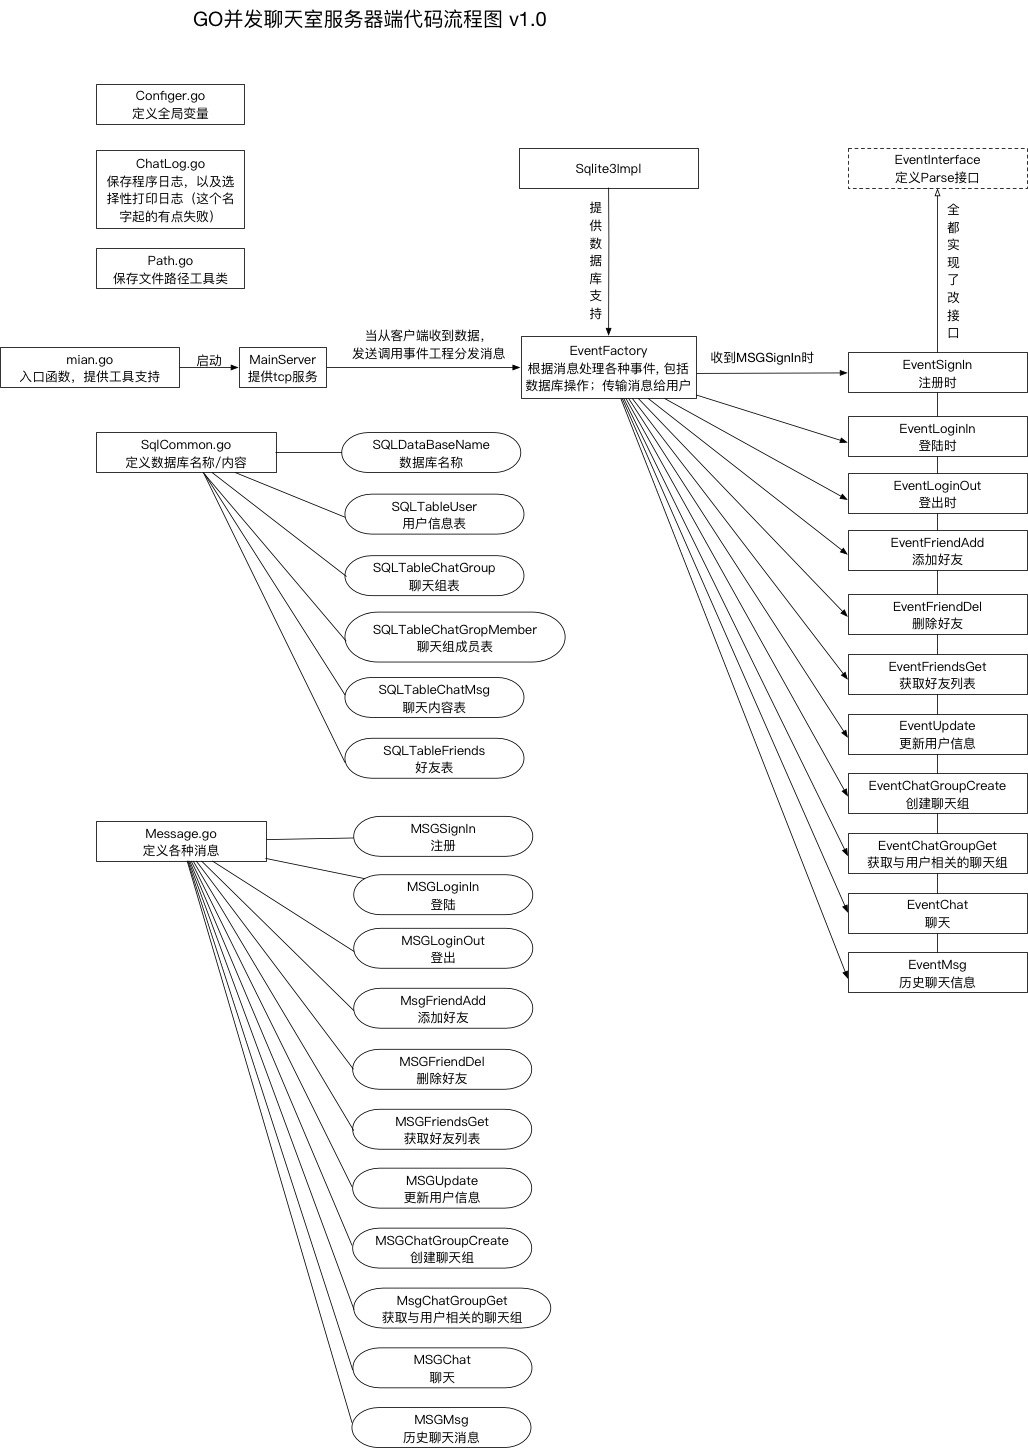 GO并发聊天室服务器端代码流程图 v1.0
Configer.go
定义全局变量
ChatLog.go
保存程序日志，以及选
择性打印日志（这个名
字起的有点失败）
Path.go
保存文件路径工具类
Sqlite3Impl
提
供
数
据
库
支
持
EventInterface
定义Parse接口
全
都
实
现
了
改
接
口
mian.go
入口函数，提供工具支持
启动
MainServer
提供tcp服务
当从客户端收到数据，
发送调用事件工程分发消息
EventFactory
根据消息处理各种事件, 包括
数据库操作；传输消息给用户
收到MSGSignIn时
EventSignIn
注册时
EventLoginIn
登陆时
EventLoginOut
登出时
EventFriendAdd
添加好友
EventFriendDel
删除好友
EventFriendsGet
获取好友列表
EventUpdate
更新用户信息
EventChatGroupCreate
创建聊天组
EventChatGroupGet
获取与用户相关的聊天组
EventChat
聊天
EventMsg
历史聊天信息
SqlCommon.go
定义数据库名称/内容
SQLDataBaseName
数据库名称
SQLTableUser
用户信息表
SQLTableChatGroup
聊天组表
SQLTableChatGropMember
聊天组成员表
SQLTableChatMsg
聊天内容表
SQLTableFriends
好友表
Message.go
定义各种消息
MSGSignIn
注册
MSGLoginIn
登陆
MSGLoginOut
登出
MsgFriendAdd
添加好友
MSGFriendDel
删除好友
MSGFriendsGet
获取好友列表
MSGUpdate
更新用户信息
MSGChatGroupCreate
创建聊天组
MsgChatGroupGet
获取与用户相关的聊天组
MSGChat
聊天
MSGMsg
历史聊天消息